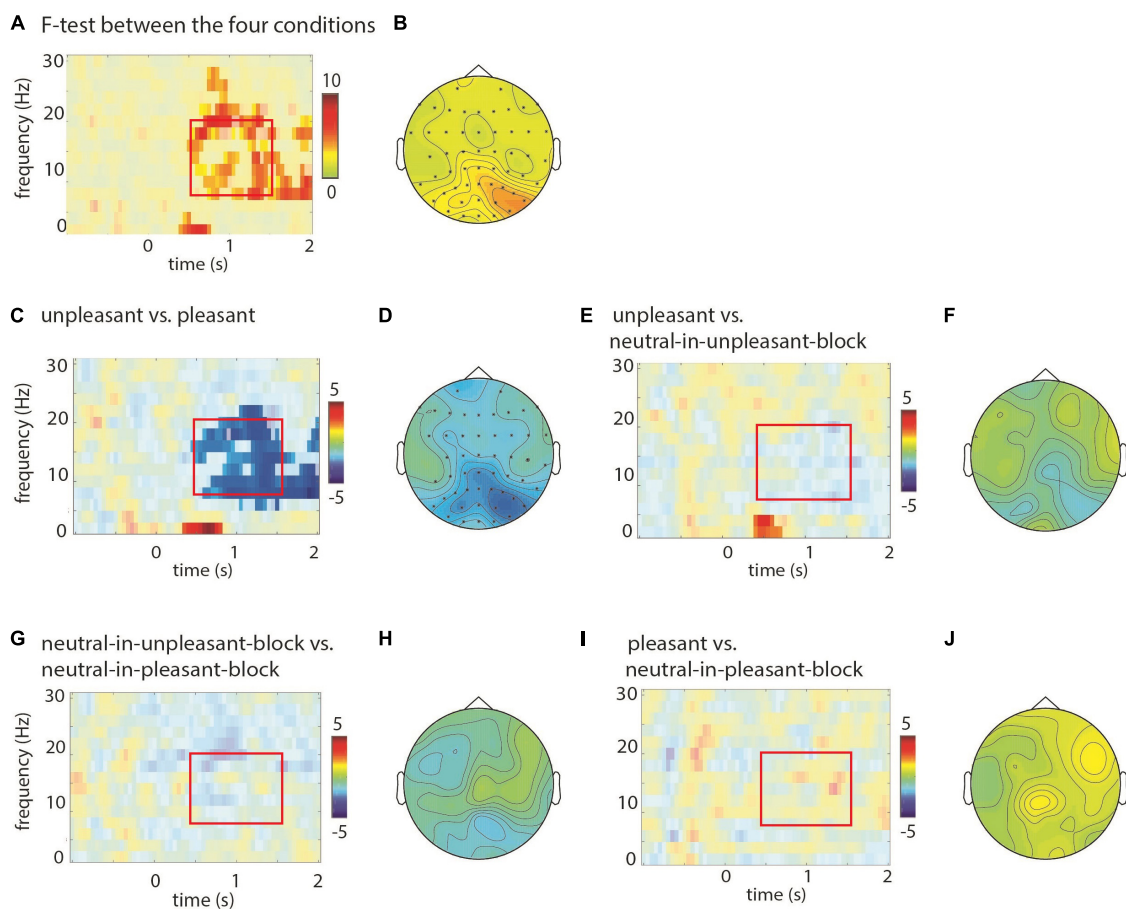 A F-test between the four conditions B
30
20
10
0
frequency (Hz)
10
0
0 1 2
time (s)
C unpleasant vs. pleasant D
30
20
10
0
frequency (Hz)
5
-5
0 1 2
time (s)
E unpleasant vs. F
neutral-in-unpleasant-block
30
20
10
0
5
-5
0 1 2
time (s)
G neutral-in-unpleasant-block vs. H
neutral-in-pleasant-block
30
20
10
0
frequency (Hz)
5
-5
0 1 2
time (s)
I pleasant vs. J
neutral-in-pleasant-block
30
20
10
0
5
-5
0 1 2
time (s)